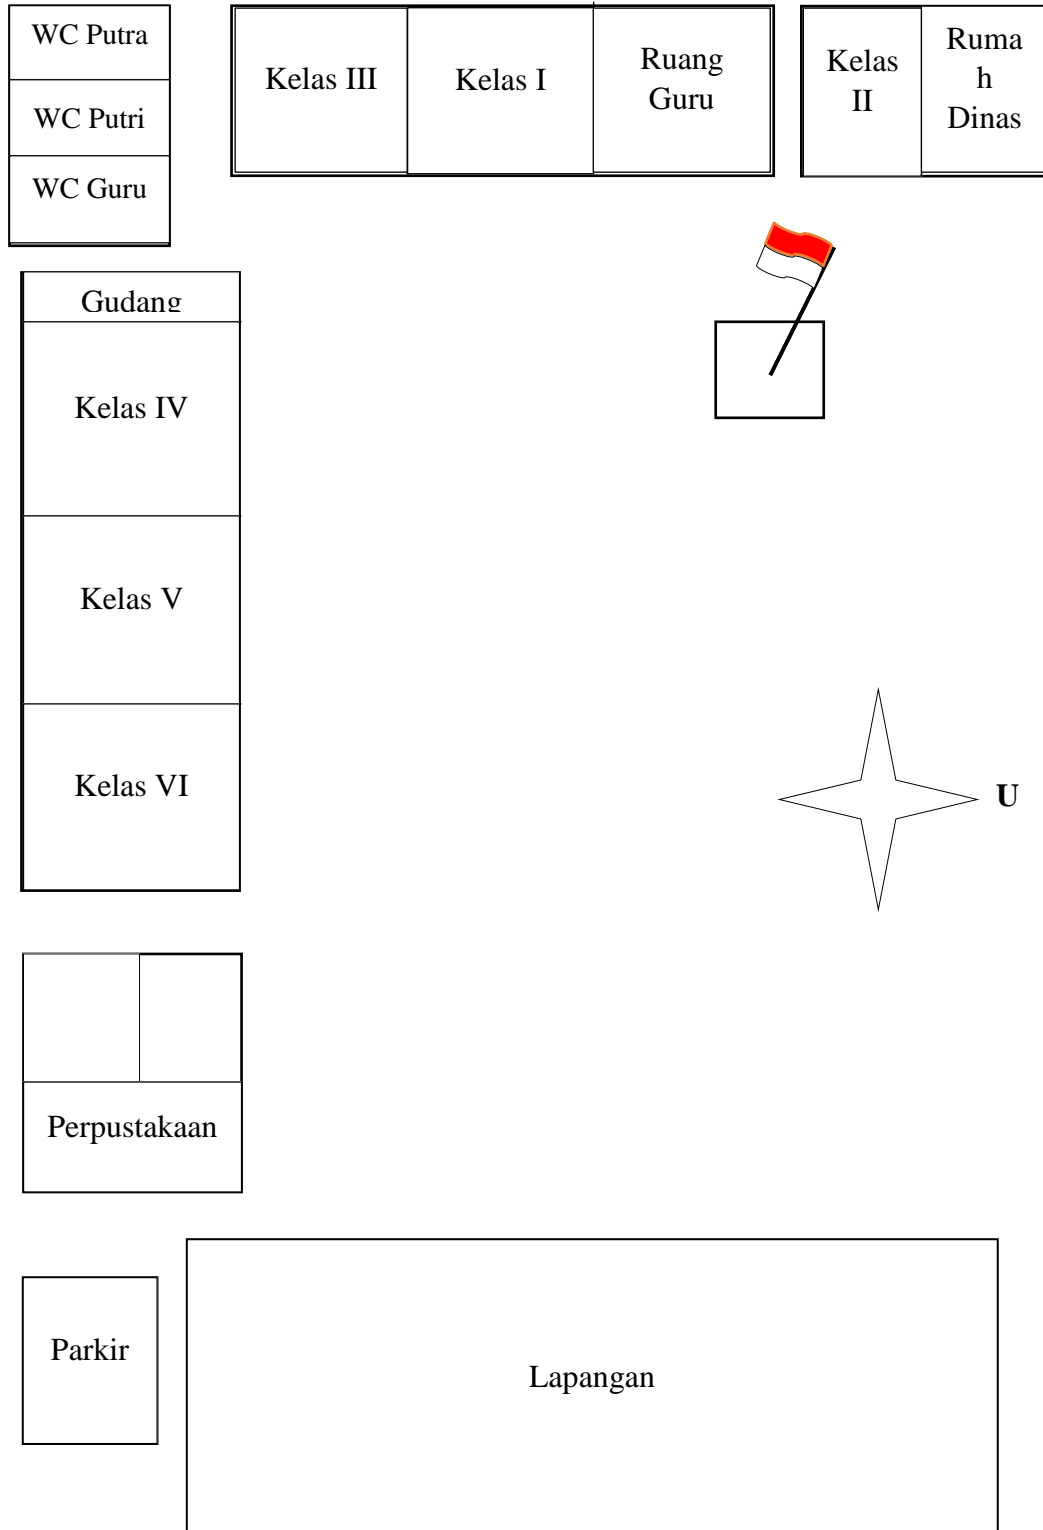 WC Putra
WC Putri
WC Guru
Kelas III
Kelas I
Ruang
Guru
Kelas
II
Ruma
h
Dinas
Gudang
Kelas IV
Kelas V
Kelas VI
U
Perpustakaan
Parkir
Lapangan